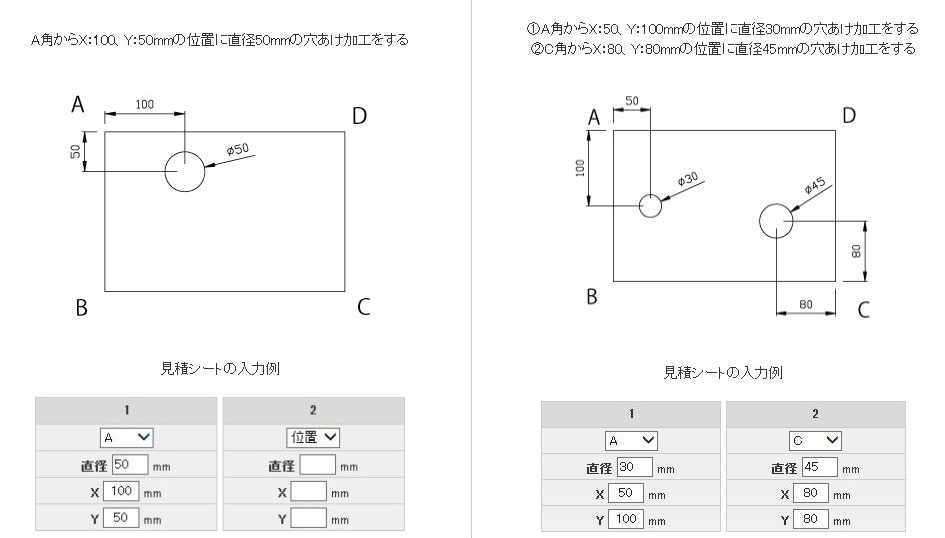 A角からX:100、Y:50mmの位置に直径50mmの穴あけ加工をする
A
100
D
50
φ50
B
C
見積シートの入力例
1 2
A 位置
直径 50 mm 直径 mm
X 100 mm X mm
Y 50 mm Y mm
①A角からX:50、Y:100mmの位置に直径30mmの穴あけ加工をする
②C角からX:80、Y:80mmの位置に直径45mmの穴あけ加工をする
50
A
D
100
φ30
φ45
80
B
80
C
見積シートの入力例
1 2
A C
直径 30 mm 直径 45 mm
X 50 mm X 80 mm
Y 100 mm Y 80 mm